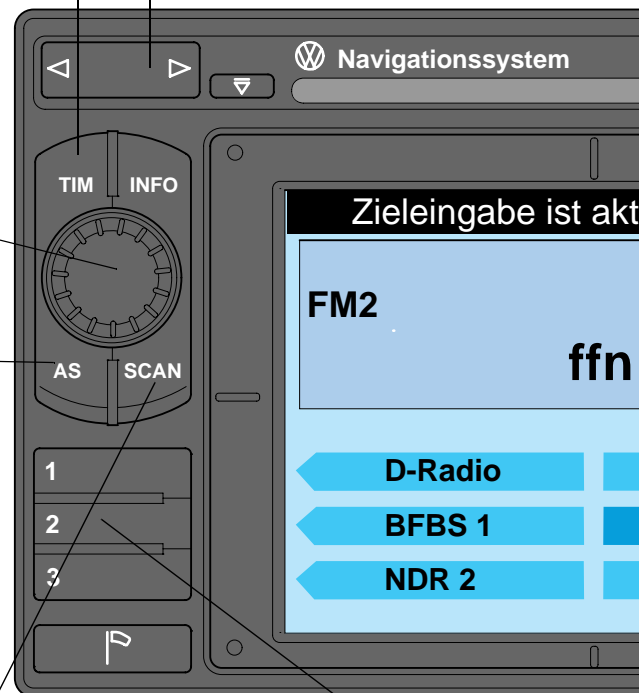 Navigationssystem
TIM INFO
Zieleingabe ist akt
FM2
ffn
AS SCAN
1
D-Radio
2
BFBS 1
3
NDR 2